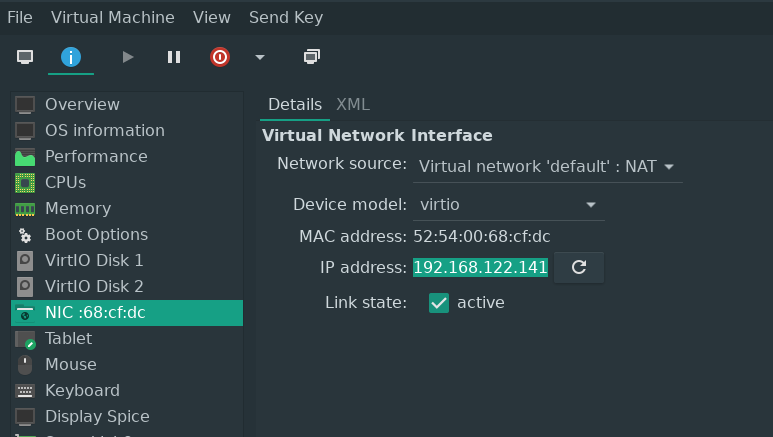 File Virtual Machine View Send Key
Overview
OS information
Performance
CPUs
Memory
Boot Options
VirtIO Disk 1
VirtIO Disk 2
NIC :68:cf:dc
Tablet
Mouse
Keyboard
Display Spice
Details XML
Virtual Network Interface
Network source: Virtual network 'default' : NAT
Device model: virtio
MAC address: 52:54:00:68:cf:dc
IP address: 192.168.122.141
Link state: active